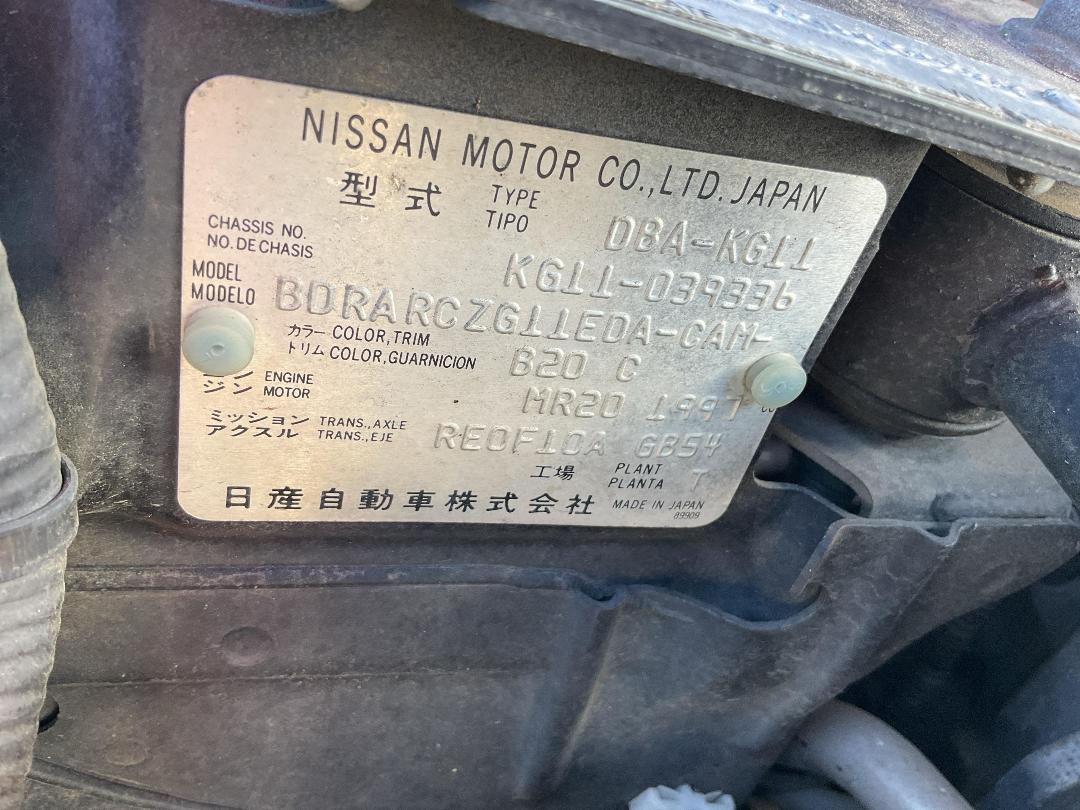 NISSAN MOTOR CO.,LTD. JAPAN
型式 TYPE TIPO DBA-KG11
CHASSIS NO. NO. DE CHASIS KG11-039336
MODEL MODELO BDRARCZG11EDA-CAM-
カラー COLOR,TRIM
トリム COLOR,GUARNICION B20 C
ジン ENGINE MOTOR MR20 1997
ミッション TRANS.,AXLE
アクスル TRANS.,EJE RE0F10A GB54
工場 PLANT PLANTA T
日産自動車株式会社 MADE IN JAPAN
89909